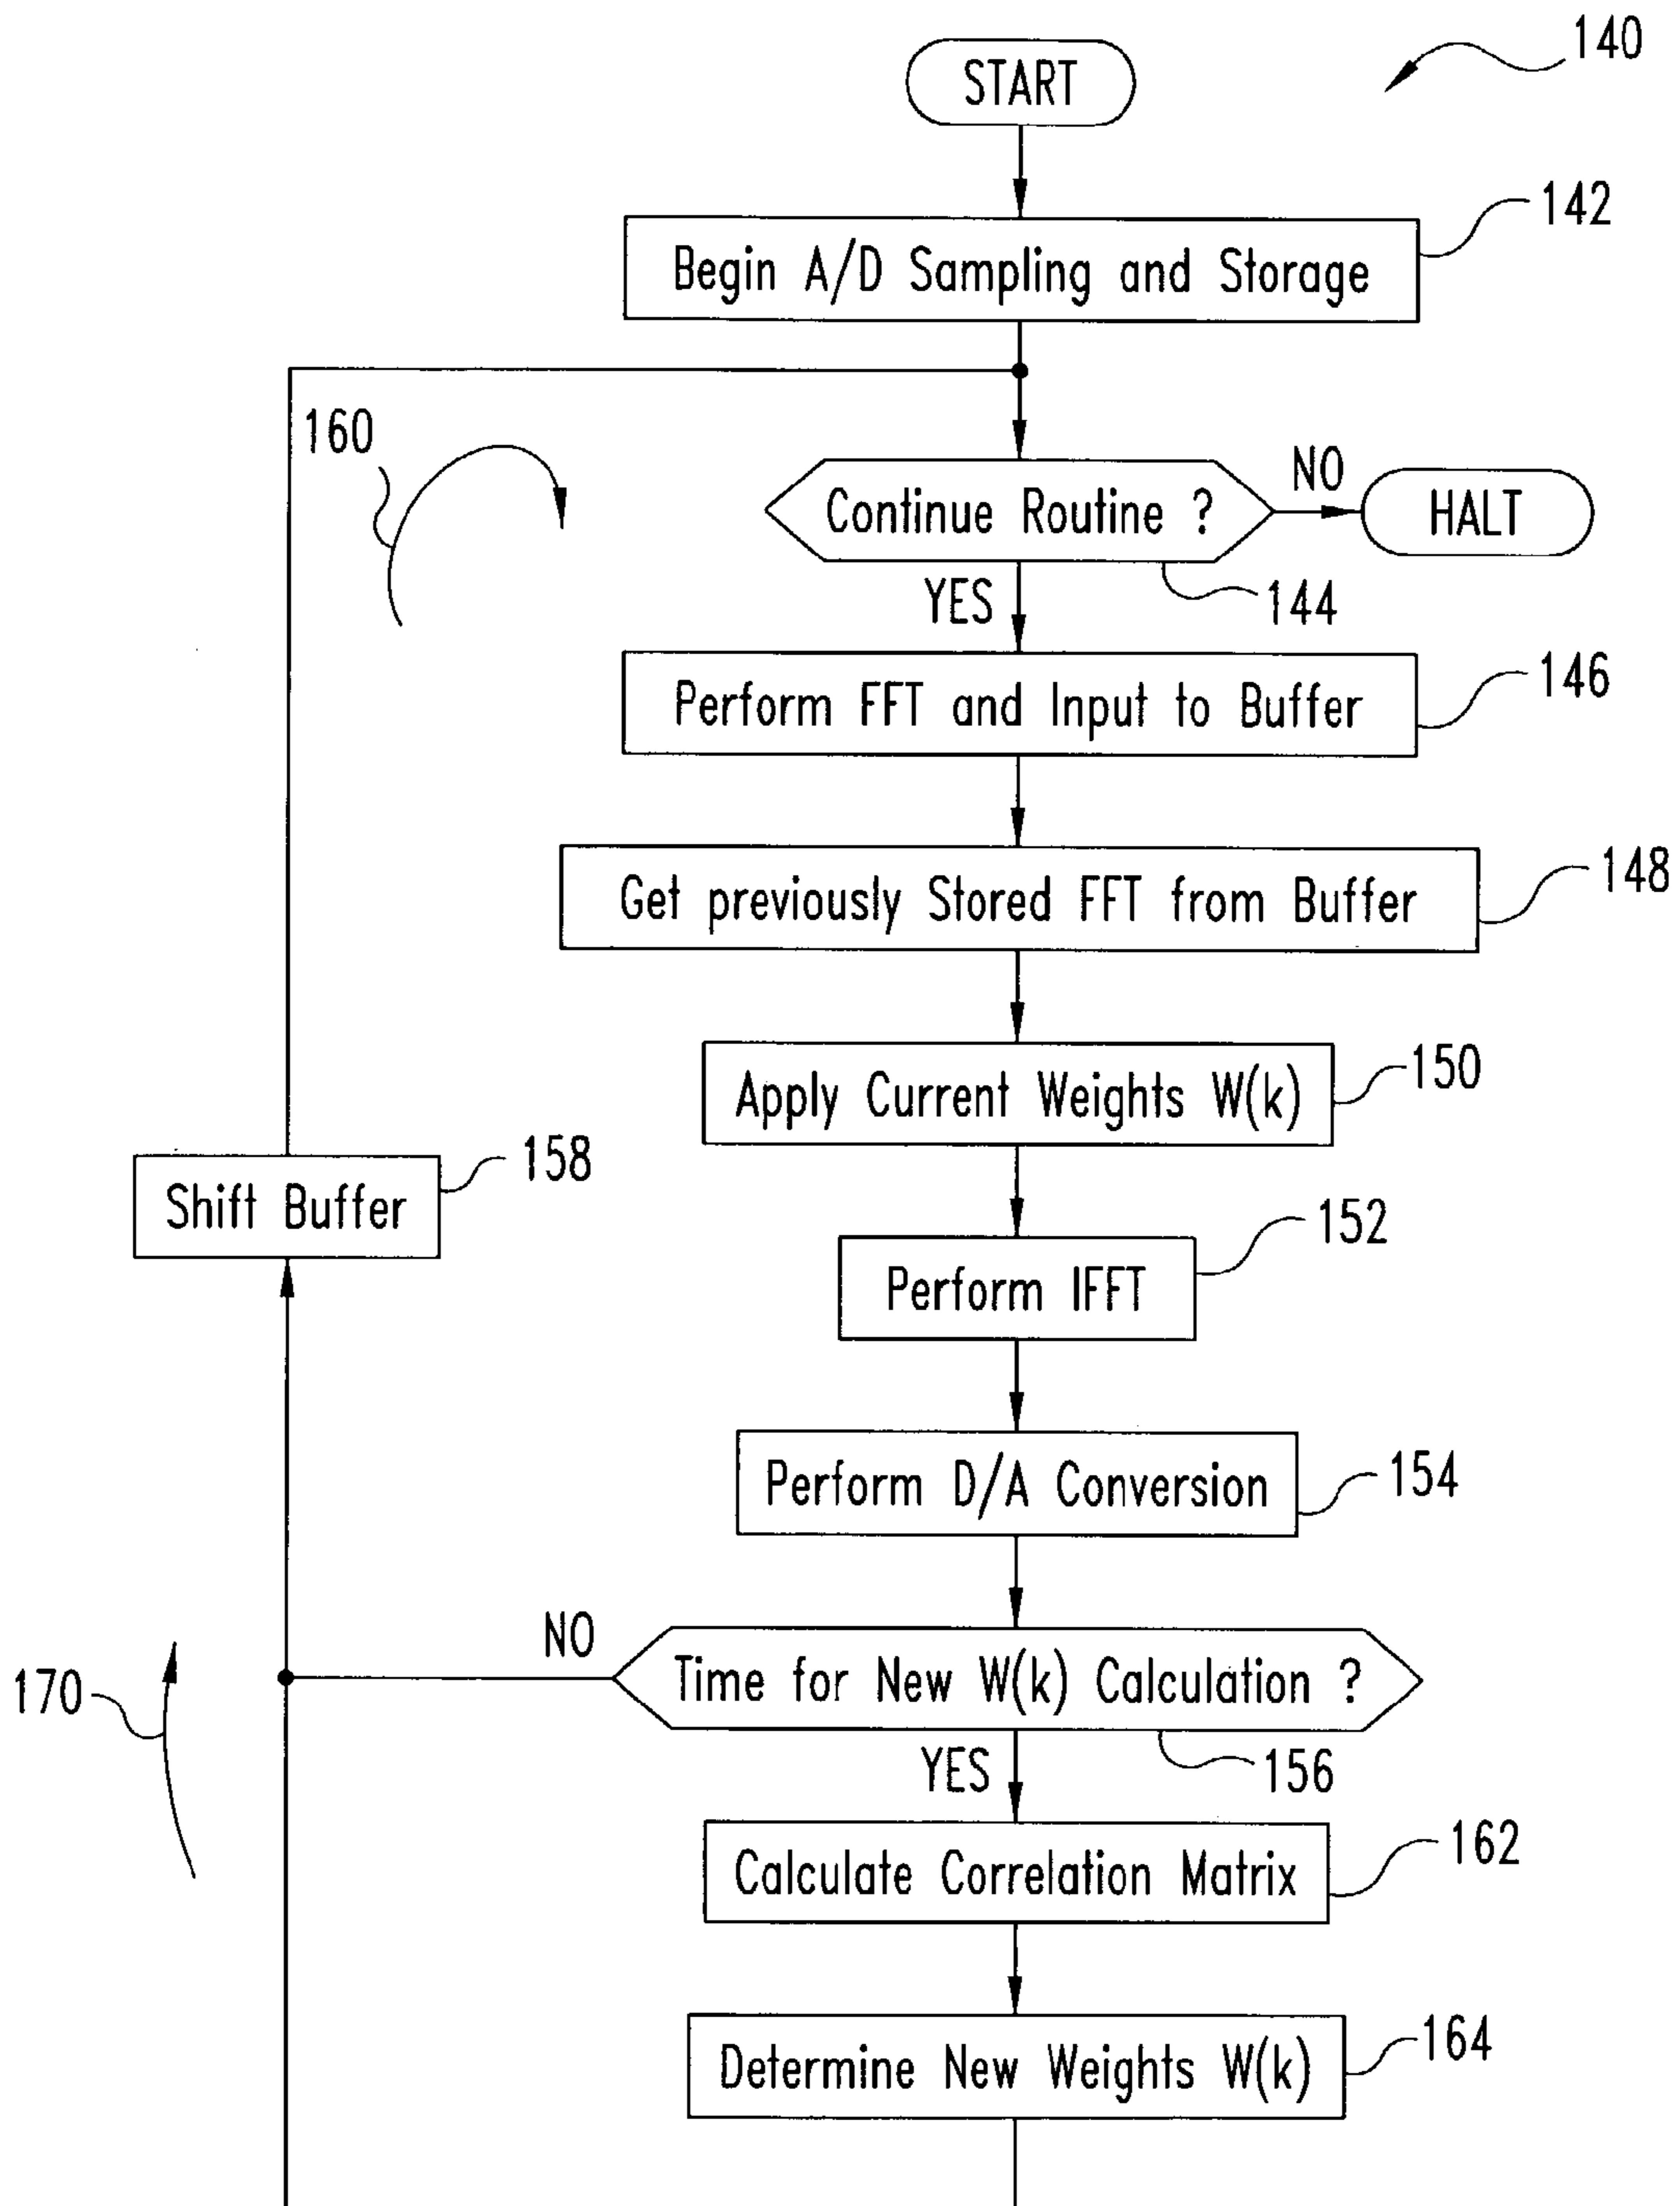 140
START
142
Begin A/D Sampling and Storage
160
Continue Routine ?
NO
HALT
YES
144
146
Perform FFT and Input to Buffer
148
Get previously Stored FFT from Buffer
150
Apply Current Weights W(k)
158
Shift Buffer
152
Perform IFFT
154
Perform D/A Conversion
NO
170
Time for New W(k) Calculation ?
YES
156
162
Calculate Correlation Matrix
164
Determine New Weights W(k)